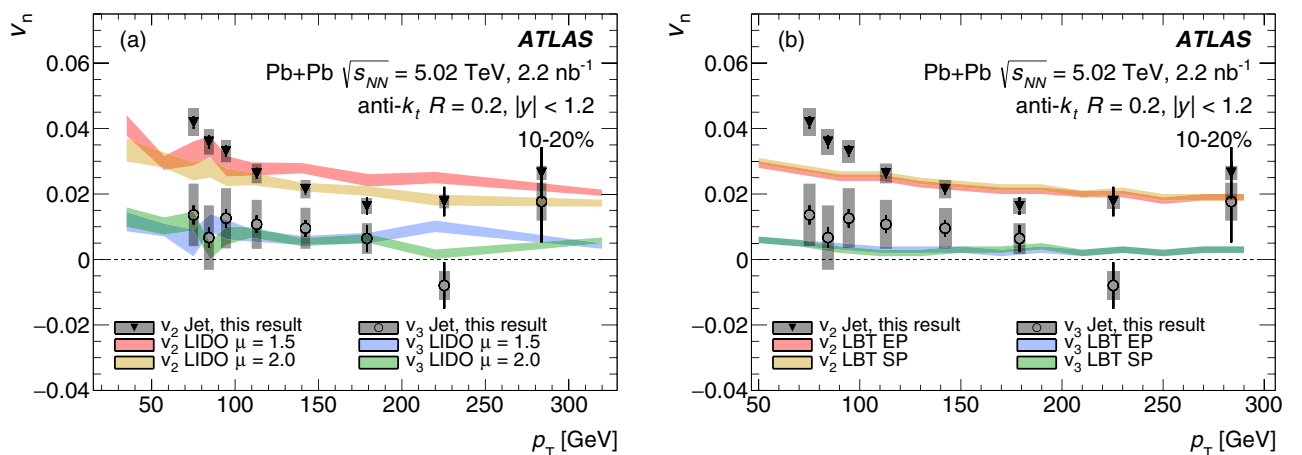 vₙ
(a)
ATLAS
Pb+Pb √s_NN = 5.02 TeV, 2.2 nb⁻¹
anti-kₜ R = 0.2, |y| < 1.2
10-20%
0.06
0.04
0.02
0
−0.02
−0.04
v₂ Jet, this result
v₂ LIDO μ = 1.5
v₂ LIDO μ = 2.0
v₃ Jet, this result
v₃ LIDO μ = 1.5
v₃ LIDO μ = 2.0
50 100 150 200 250 300
p_T [GeV]
vₙ
(b)
ATLAS
Pb+Pb √s_NN = 5.02 TeV, 2.2 nb⁻¹
anti-kₜ R = 0.2, |y| < 1.2
10-20%
0.06
0.04
0.02
0
−0.02
−0.04
v₂ Jet, this result
v₂ LBT EP
v₂ LBT SP
v₃ Jet, this result
v₃ LBT EP
v₃ LBT SP
50 100 150 200 250 300
p_T [GeV]